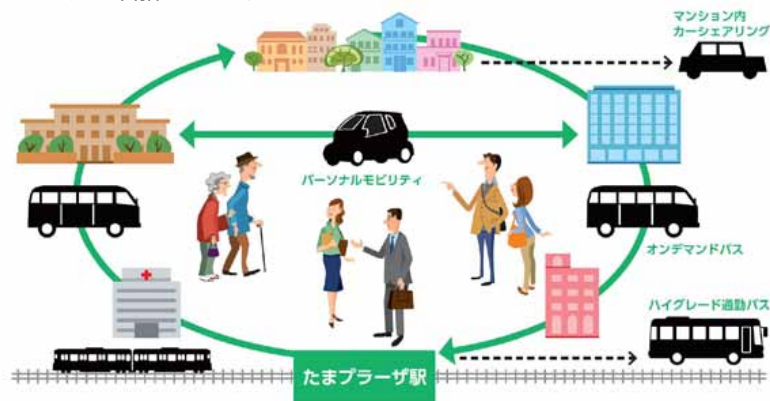 マンション内
カーシェアリング
パーソナルモビリティ
オンデマンドバス
ハイグレード通勤バス
たまプラーザ駅